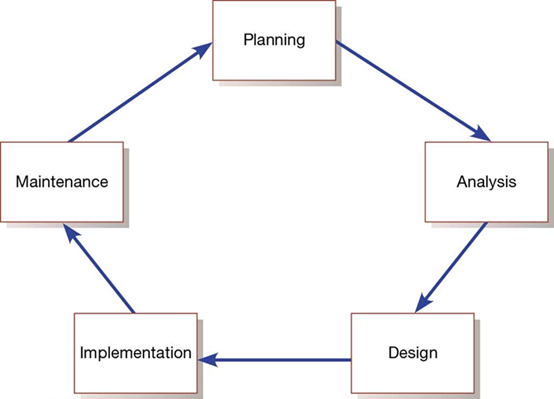 Planning
Analysis
Design
Implementation
Maintenance